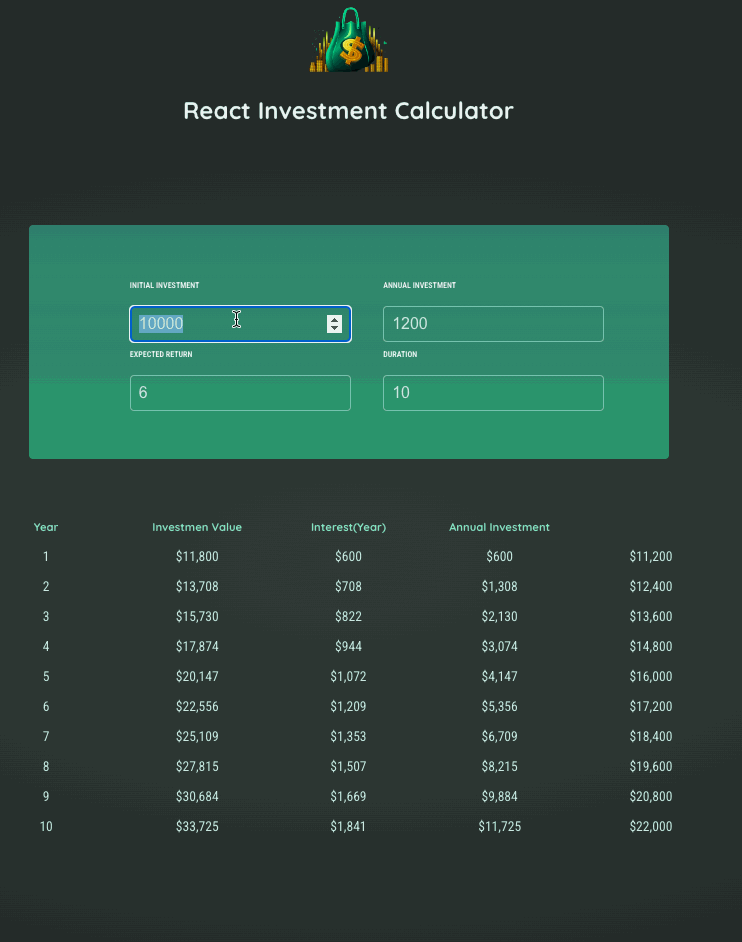 $
React Investment Calculator
INITIAL INVESTMENT ANNUAL INVESTMENT
10000 1200
EXPECTED RETURN DURATION
6 10
Year Investmen Value Interest(Year) Annual Investment
1 $11,800 $600 $600 $11,200
2 $13,708 $708 $1,308 $12,400
3 $15,730 $822 $2,130 $13,600
4 $17,874 $944 $3,074 $14,800
5 $20,147 $1,072 $4,147 $16,000
6 $22,556 $1,209 $5,356 $17,200
7 $25,109 $1,353 $6,709 $18,400
8 $27,815 $1,507 $8,215 $19,600
9 $30,684 $1,669 $9,884 $20,800
10 $33,725 $1,841 $11,725 $22,000